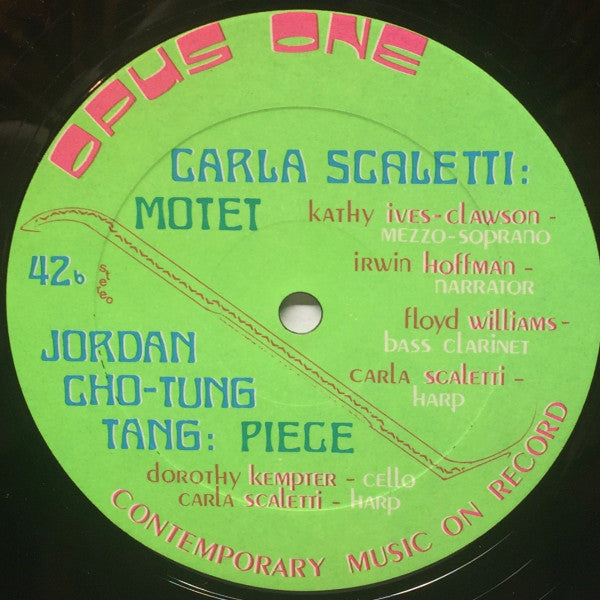 OPUS ONE
CARLA SCALETTI:
MOTET
KATHY IVES-CLAWSON -
MEZZO-SOPRANO
IRWIN HOFFMAN -
NARRATOR
FLOYD WILLIAMS -
BASS CLARINET
CARLA SCALETTI -
HARP
42b
stereo
JORDAN
CHO-TUNG
TANG: PIECE
DOROTHY KEMPTER - CELLO
CARLA SCALETTI - HARP
CONTEMPORARY MUSIC ON RECORD